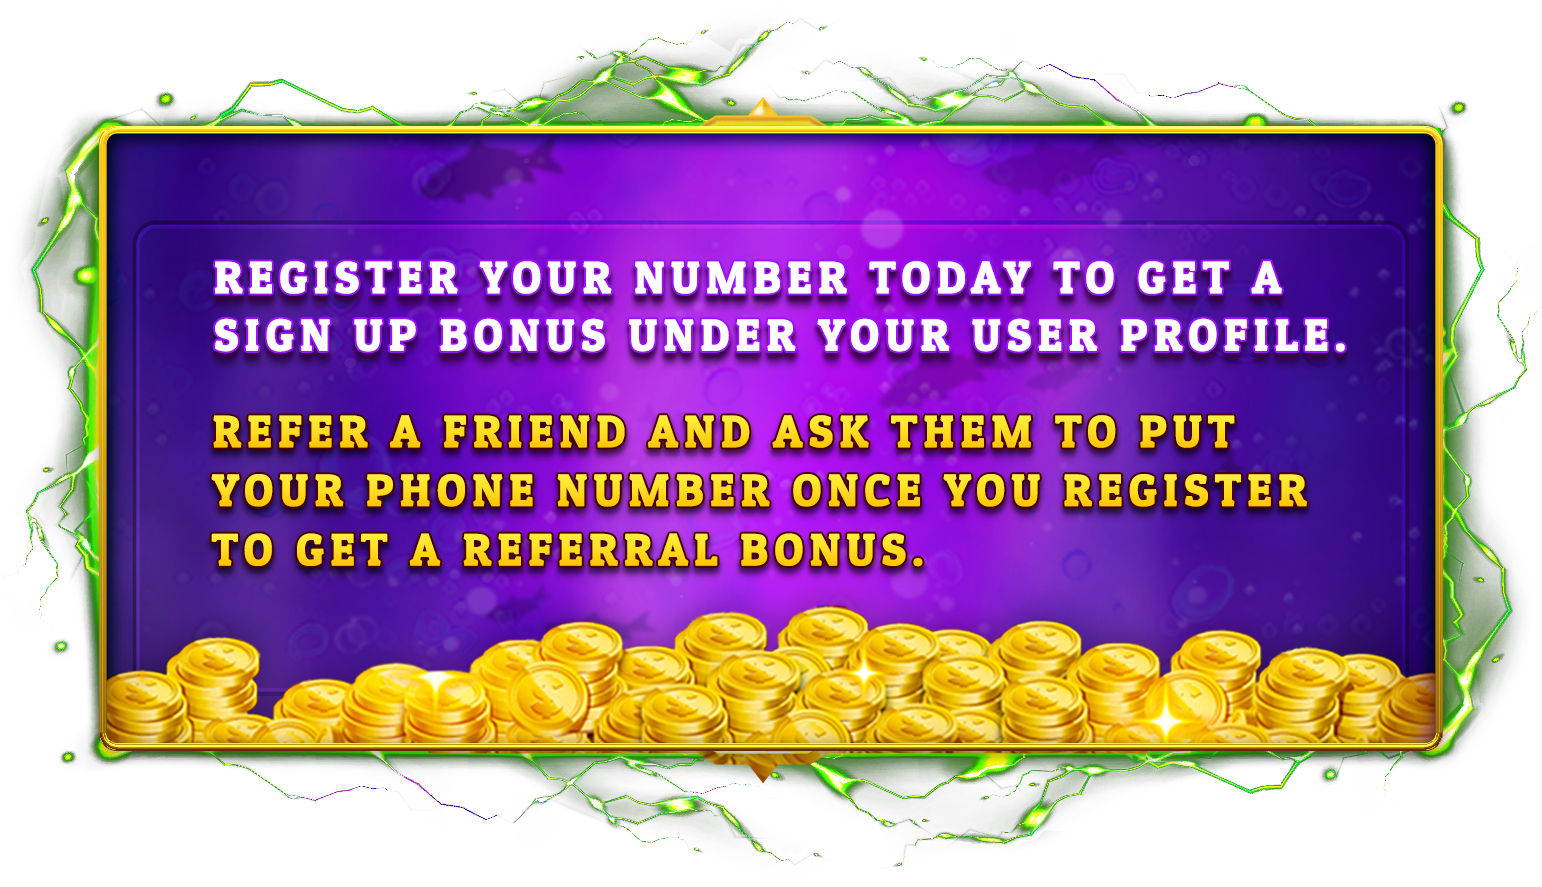 REGISTER YOUR NUMBER TODAY TO GET A
SIGN UP BONUS UNDER YOUR USER PROFILE.
REFER A FRIEND AND ASK THEM TO PUT
YOUR PHONE NUMBER ONCE YOU REGISTER
TO GET A REFERRAL BONUS.